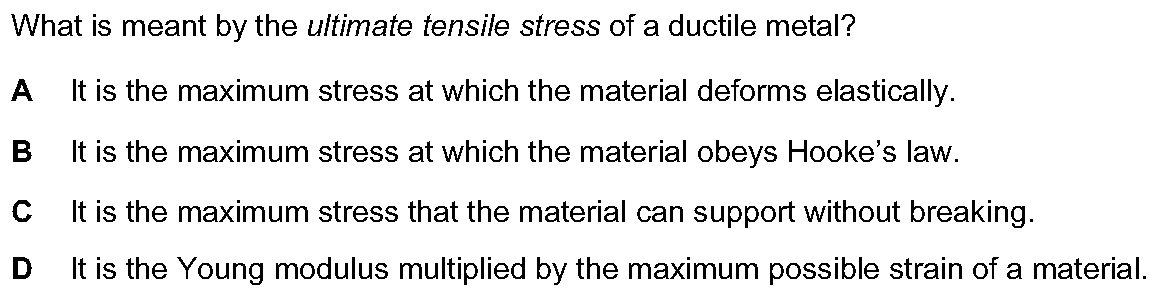 What is meant by the ultimate tensile stress of a ductile metal?
A It is the maximum stress at which the material deforms elastically.
B It is the maximum stress at which the material obeys Hooke’s law.
C It is the maximum stress that the material can support without breaking.
D It is the Young modulus multiplied by the maximum possible strain of a material.